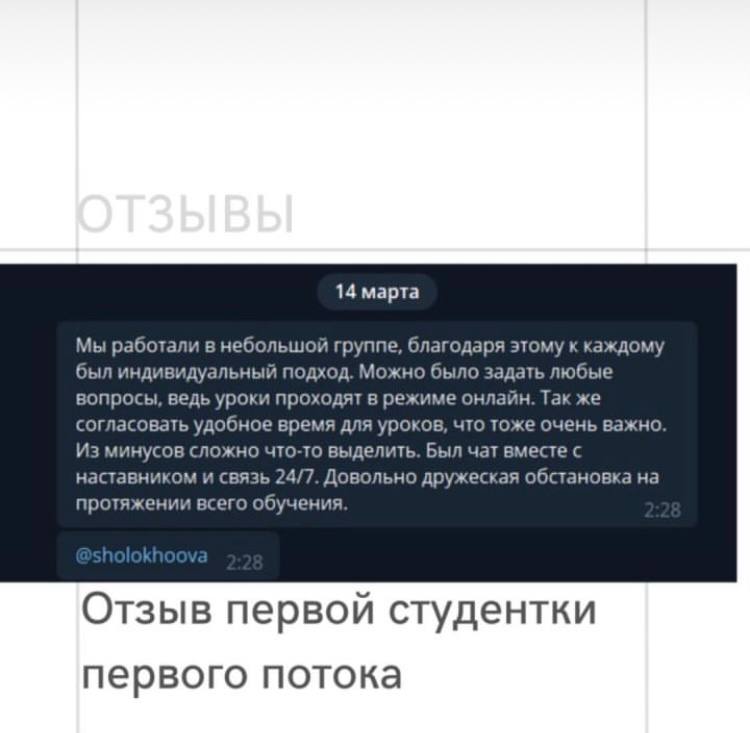 ОТЗЫВЫ
14 марта
Мы работали в небольшой группе, благодаря этому к каждому
был индивидуальный подход. Можно было задать любые
вопросы, ведь уроки проходят в режиме онлайн. Так же
согласовать удобное время для уроков, что тоже очень важно.
Из минусов сложно что-то выделить. Был чат вместе с
наставником и связь 24/7. Довольно дружеская обстановка на
протяжении всего обучения.
2:28
@sholokhoova 2:28
Отзыв первой студентки
первого потока